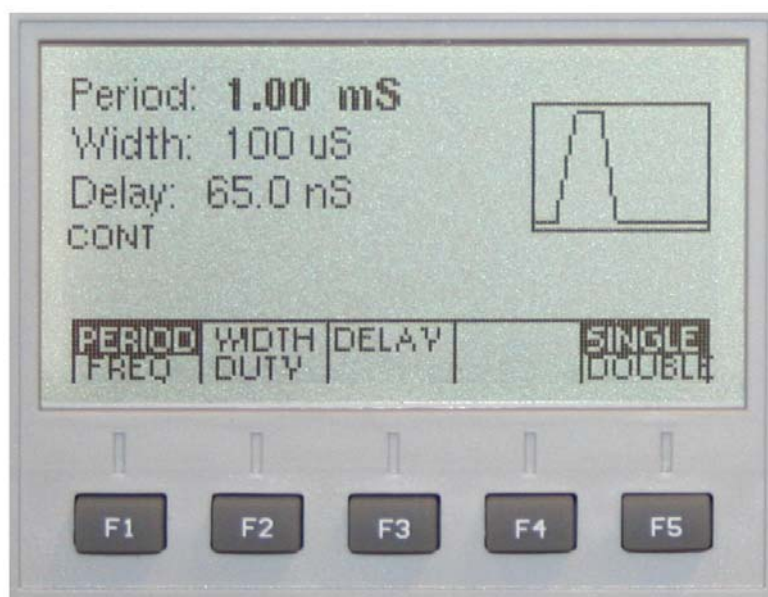 Period: 1.00 mS
Width: 100 uS
Delay: 65.0 nS
CONT
PERIOD WIDTH DELAY SINGLE
FREQ DUTY DOUBLE
F1 F2 F3 F4 F5